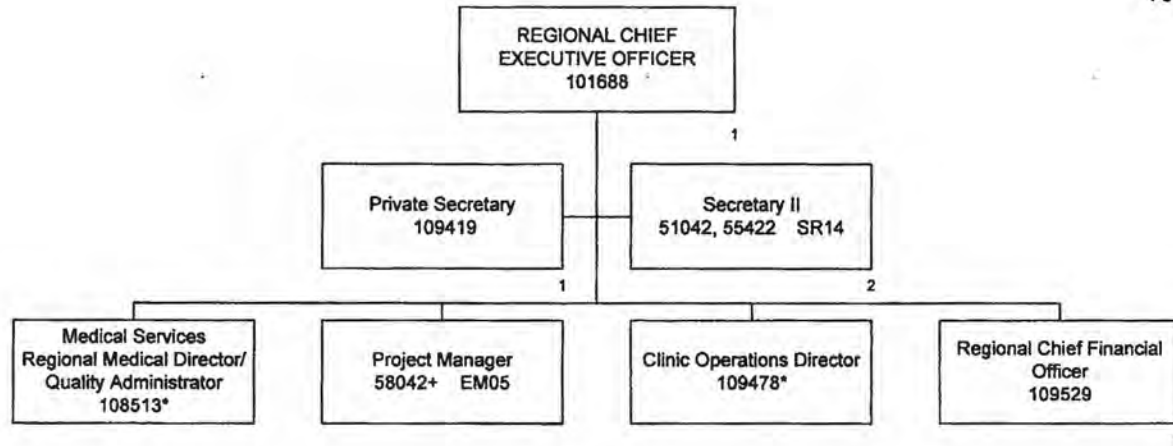 REGIONAL CHIEF
EXECUTIVE OFFICER
101688
1
Private Secretary
109419
1
Secretary II
51042, 55422 SR14
2
Medical Services
Regional Medical Director/
Quality Administrator
108513*
Project Manager
58042+ EM05
Clinic Operations Director
109478*
Regional Chief Financial
Officer
109529